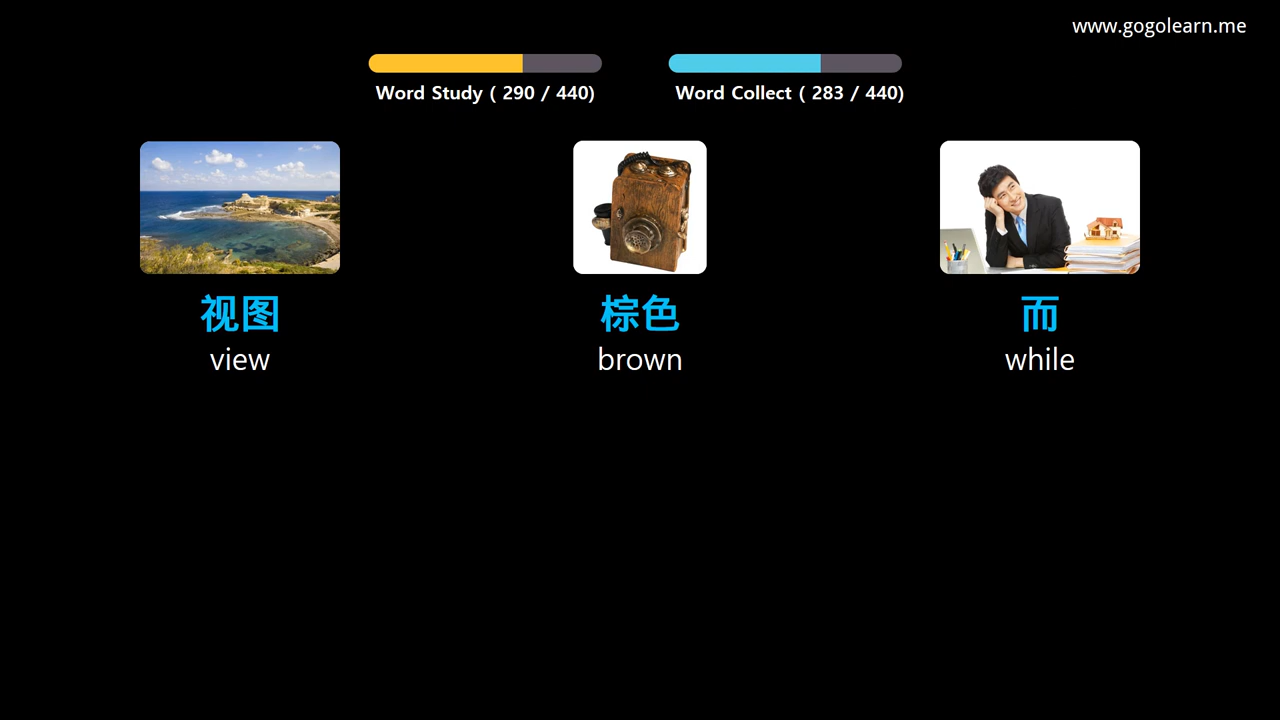 www.gogolearn.me
Word Study ( 290 / 440)
Word Collect ( 283 / 440)
视图
棕色
而
view
brown
while